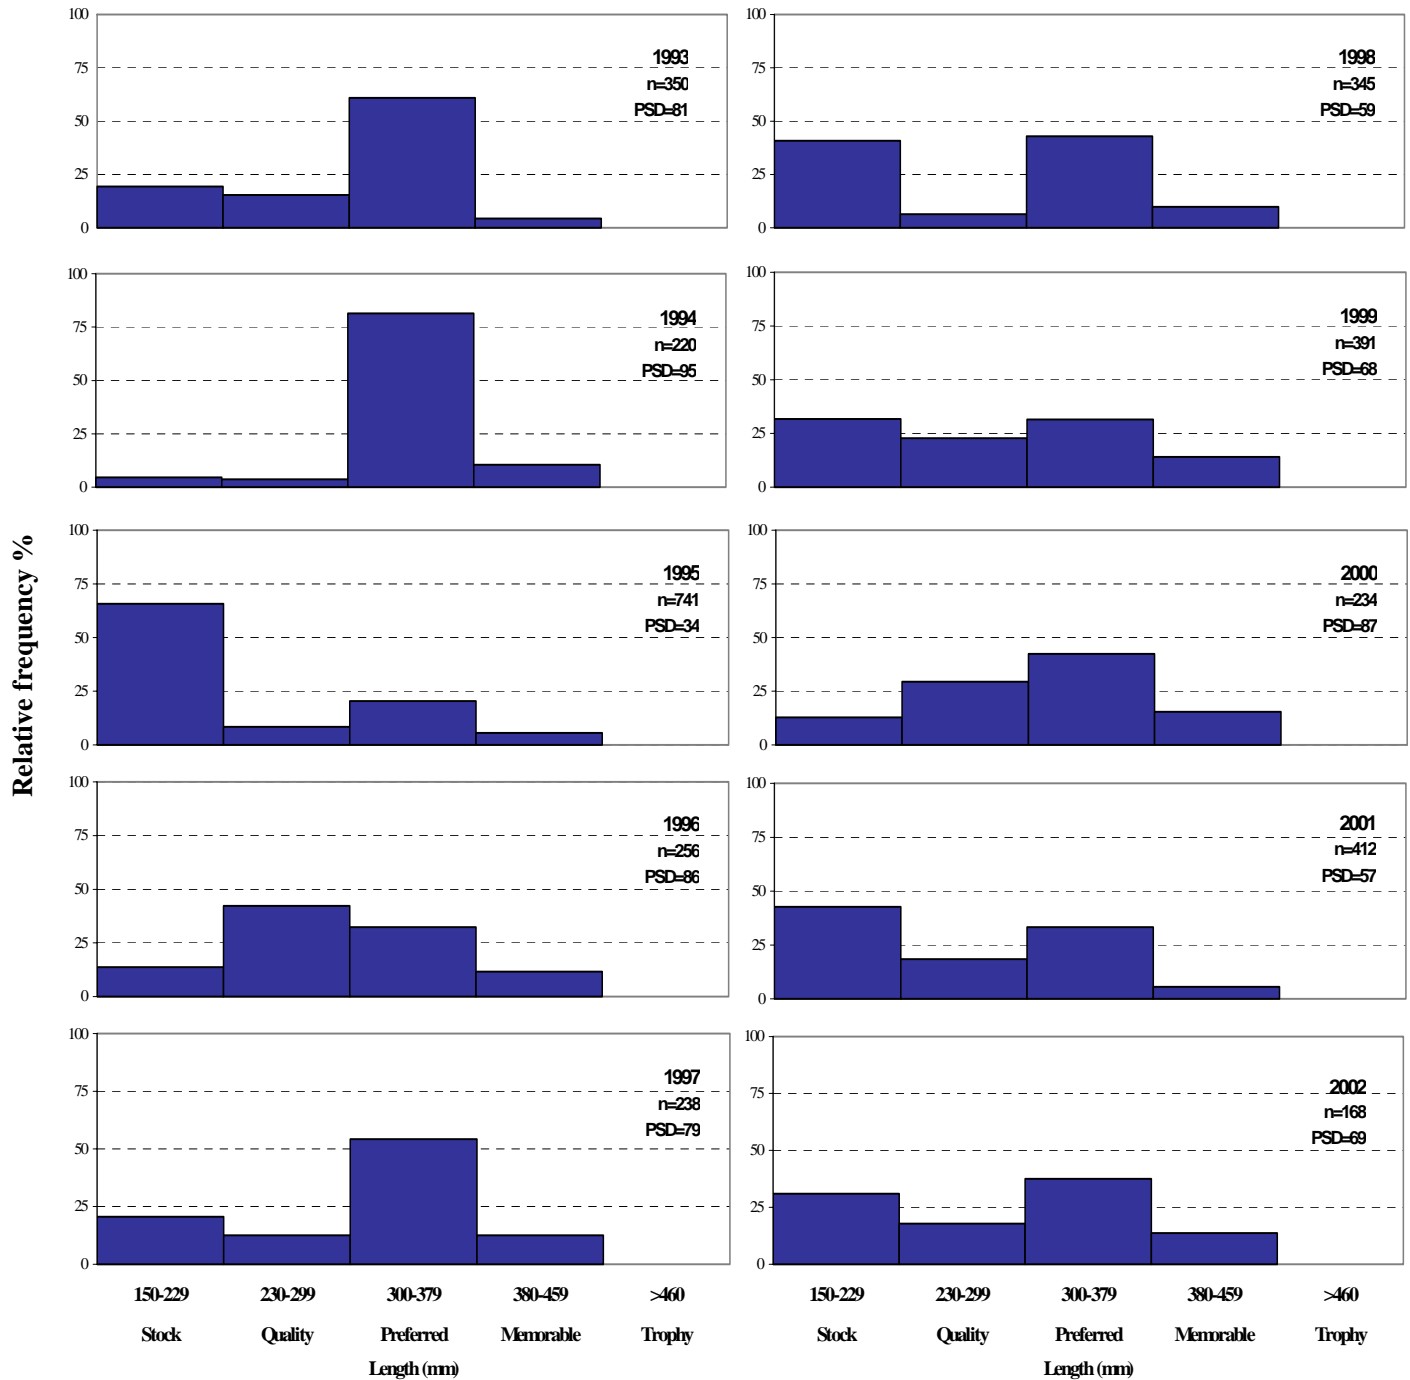 Relative frequency %
100
75
50
25
0
1993
n=350
PSD=81
100
75
50
25
0
1994
n=220
PSD=95
100
75
50
25
0
1995
n=741
PSD=34
100
75
50
25
0
1996
n=256
PSD=86
100
75
50
25
0
1997
n=238
PSD=79
150-229 230-299 300-379 380-459 >460
Stock Quality Preferred Memorable Trophy
Length (mm)
100
75
50
25
0
1998
n=345
PSD=59
100
75
50
25
0
1999
n=391
PSD=68
100
75
50
25
0
2000
n=234
PSD=87
100
75
50
25
0
2001
n=412
PSD=57
100
75
50
25
0
2002
n=168
PSD=69
150-229 230-299 300-379 380-459 >460
Stock Quality Preferred Memorable Trophy
Length (mm)